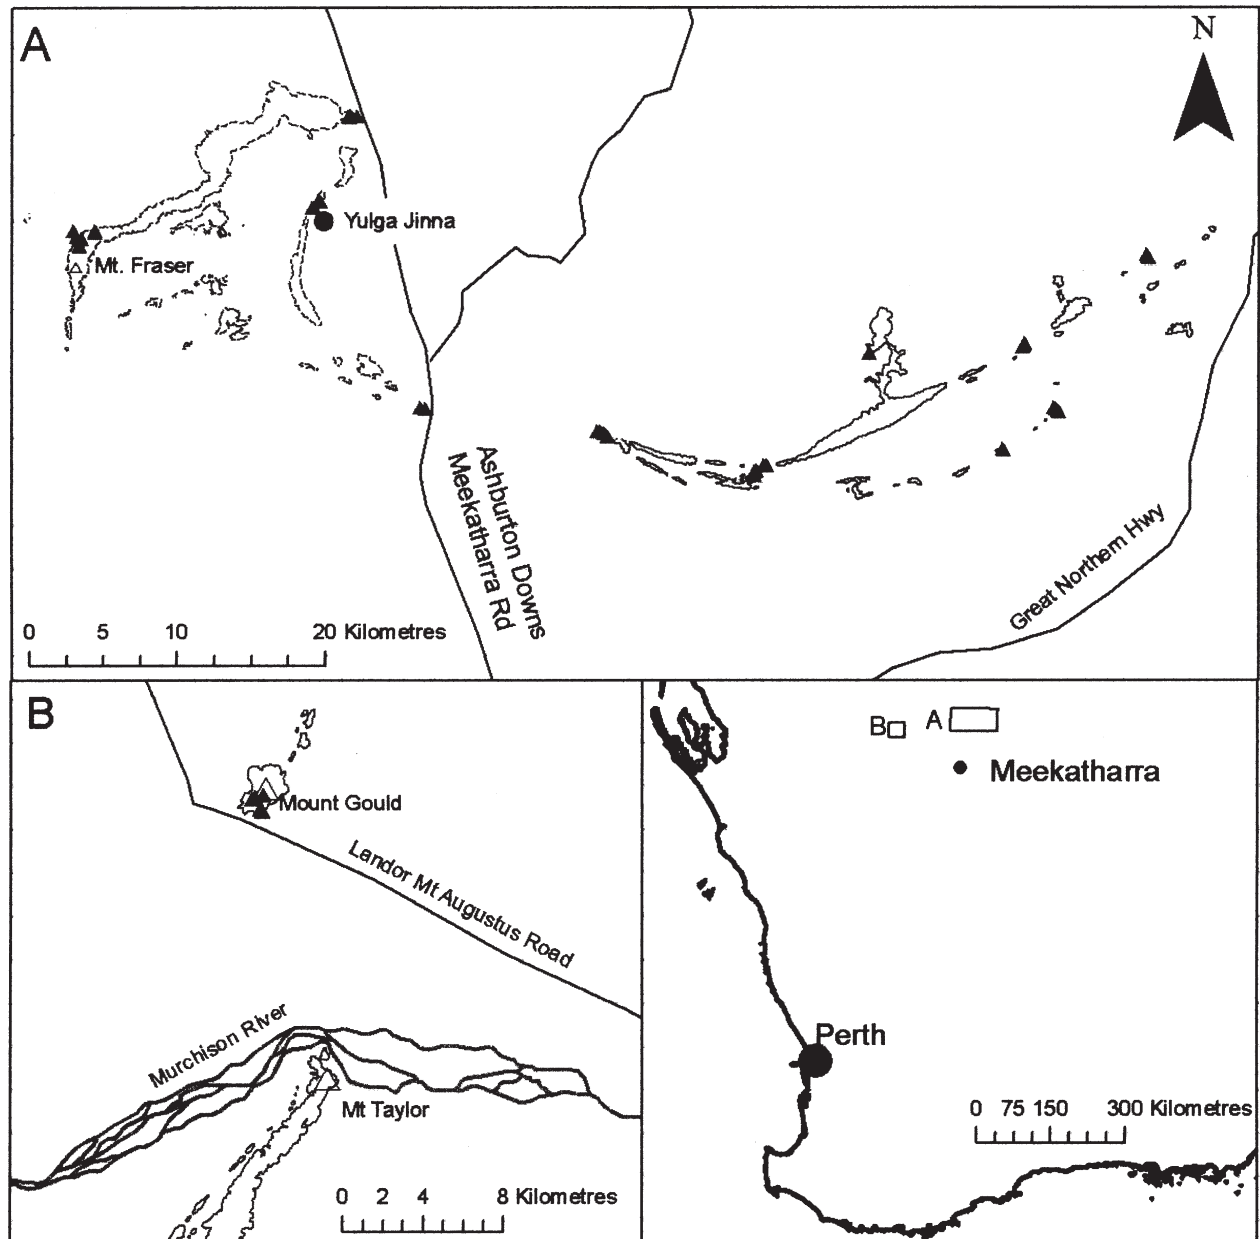 A
N
Yulga Jinna
Mt. Fraser
Ashburton Downs
Meekatharra Rd
Great Northern Hwy
0 5 10 20 Kilometres
B
Mount Gould
Landor Mt Augustus Road
Murchison River
Mt Taylor
0 2 4 8 Kilometres
B A
Meekatharra
Perth
0 75 150 300 Kilometres